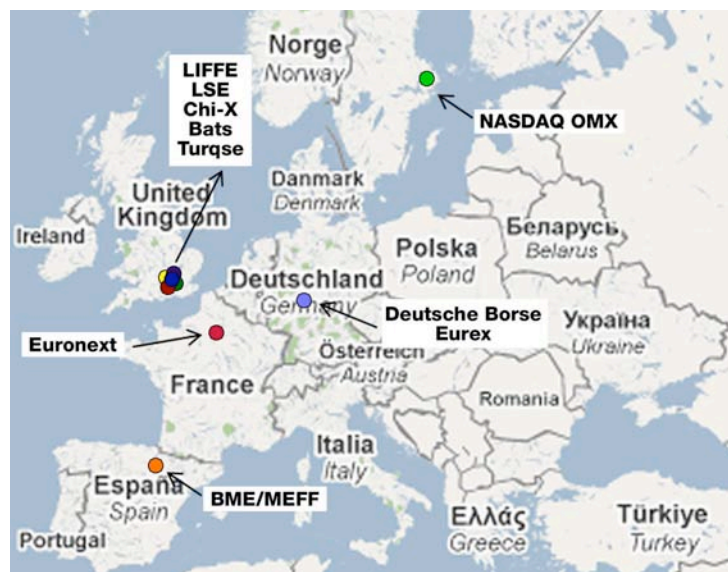 Norge
Norway
LIFFE
LSE
Chi-X
Bats
Turqse
NASDAQ OMX
Danmark
Denmark
United
Kingdom
Ireland
Беларусь
Belarus
Polska
Poland
Deutschland
Germany
Deutsche Borse
Eurex
Україна
Ukraine
Euronext
Österreich
Austria
France
Romania
Italia
Italy
España
Spain
BME/MEFF
Portugal
Ελλάς
Greece
Türkiye
Turkey